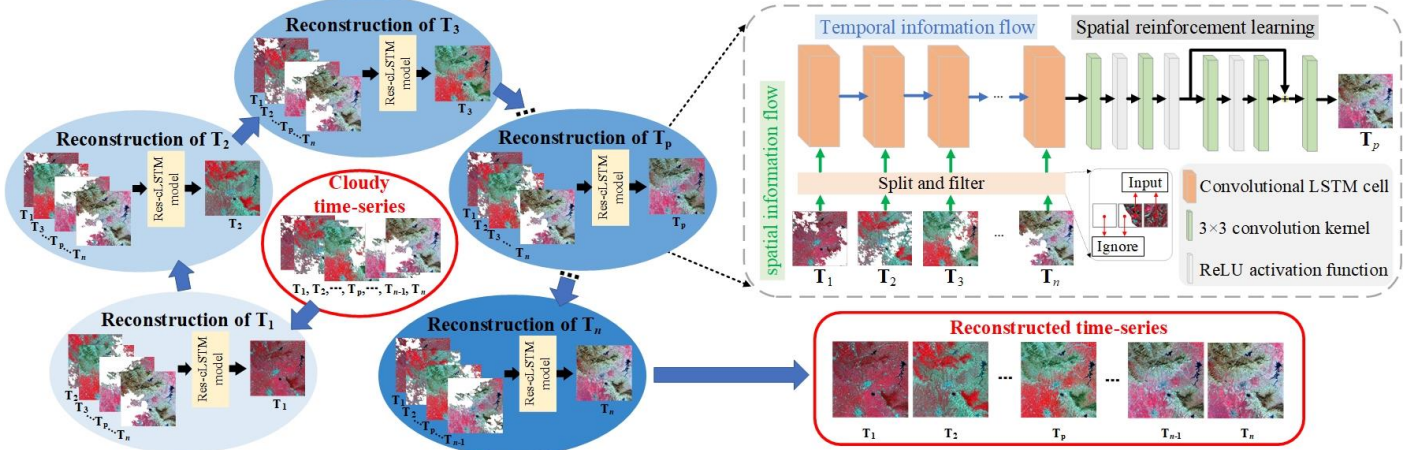 Reconstruction of T3
T1
T2
...Tp...Tn
Res-cLSTM
model
T3
Reconstruction of T2
T1
T3
...Tp...Tn
Res-cLSTM
model
T2
Reconstruction of T1
T2
T3
...Tp...Tn
Res-cLSTM
model
T1
Cloudy
time-series
T1, T2,···, Tp,···, Tn-1, Tn
Reconstruction of Tp
T1
T2
T3...
Tn
Res-cLSTM
model
Tp
Reconstruction of Tn
T1
T2
...Tp...Tn-1
Res-cLSTM
model
Tn
Temporal information flow
Spatial reinforcement learning
spatial information flow
...
Tp
Split and filter
Input
Ignore
T1
T2
T3
...
Tn
Convolutional LSTM cell
3×3 convolution kernel
ReLU activation function
Reconstructed time-series
T1
T2
...
Tp
...
Tn-1
Tn